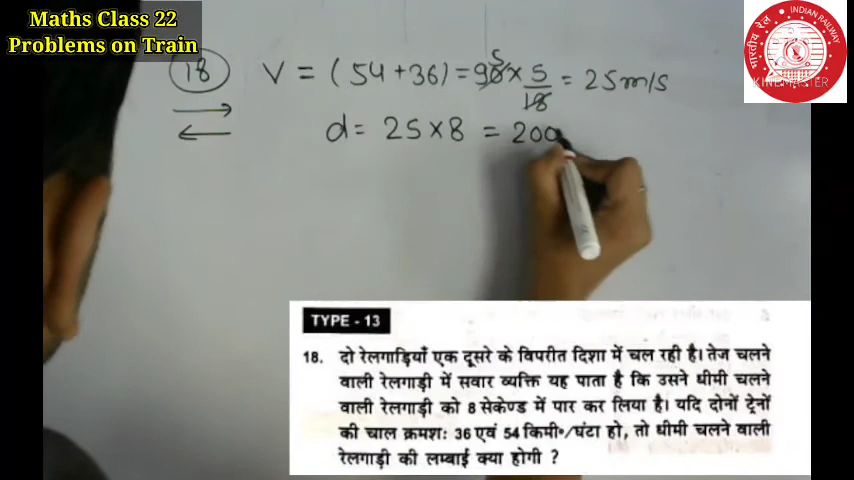 Maths Class 22
Problems on Train
भारतीय रेल INDIAN RAILWAY
KINEMASTER
18 V = (54 + 36) = 90 5 × 5/18 = 25 m/s
d = 25 × 8 = 200
TYPE - 13
18. दो रेलगाड़ियाँ एक दूसरे के विपरीत दिशा में चल रही है। तेज चलने
वाली रेलगाड़ी में सवार व्यक्ति यह पाता है कि उसने धीमी चलने
वाली रेलगाड़ी को 8 सेकेण्ड में पार कर लिया है। यदि दोनों ट्रेनों
की चाल क्रमशः 36 एवं 54 किमी॰/घंटा हो, तो धीमी चलने वाली
रेलगाड़ी की लम्बाई क्या होगी ?